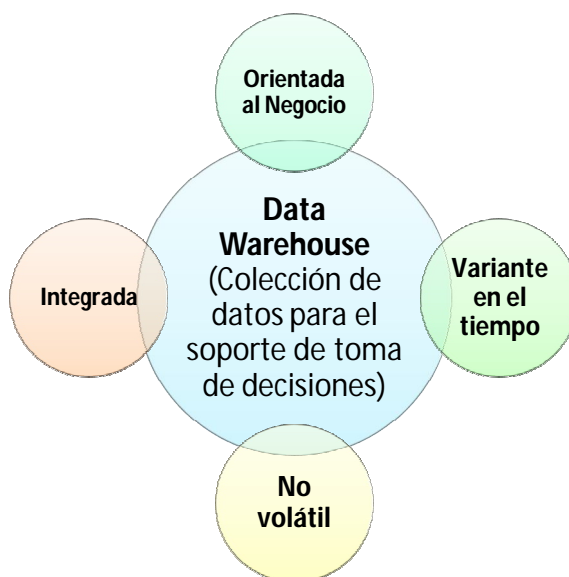 Orientada
al Negocio
Data
Warehouse
(Colección de
datos para el
soporte de toma
de decisiones)
Integrada
Variante
en el
tiempo
No
volátil